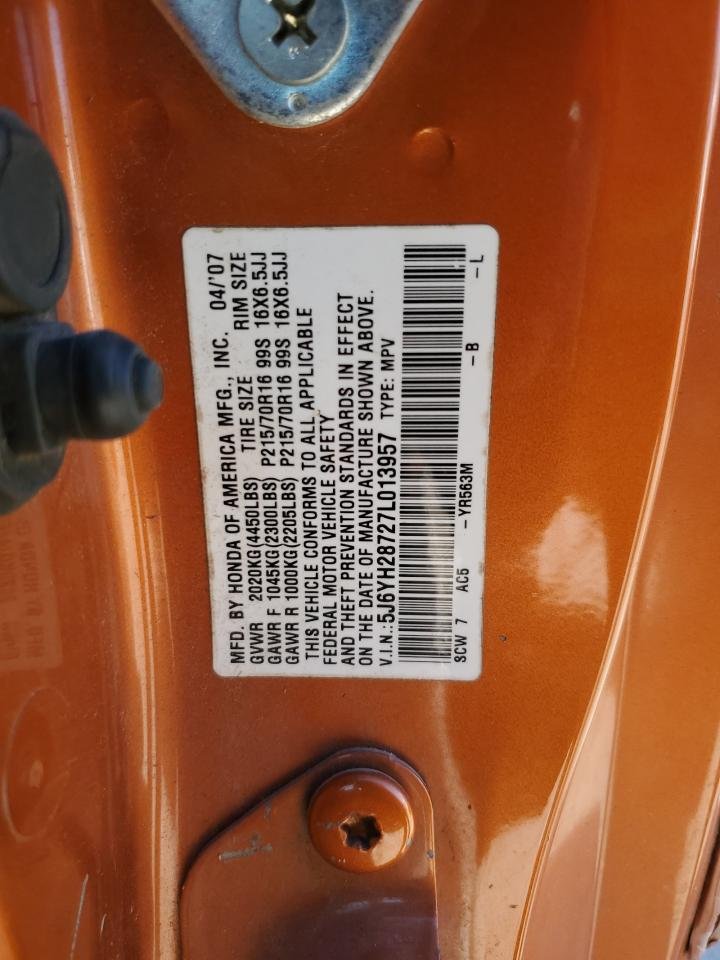 MFD. BY HONDA OF AMERICA MFG., INC. 04/'07
GVWR 2020KG(4450LBS) TIRE SIZE RIM SIZE
GAWR F 1045KG(2300LBS) P215/70R16 99S 16X6.5JJ
GAWR R 1000KG(2205LBS) P215/70R16 99S 16X6.5JJ
THIS VEHICLE CONFORMS TO ALL APPLICABLE
FEDERAL MOTOR VEHICLE SAFETY
AND THEFT PREVENTION STANDARDS IN EFFECT
ON THE DATE OF MANUFACTURE SHOWN ABOVE.
V.I.N.:5J6YH28727L013957 TYPE: MPV
SCW 7 AC5 -YR563M -B -L